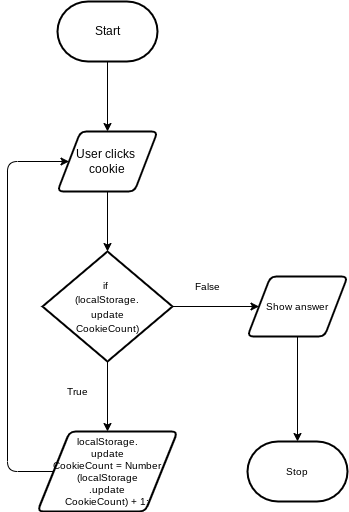 Start
User clicks
cookie
if
(localStorage.
update
CookieCount)
False
Show answer
True
localStorage.
update
CookieCount = Number
(localStorage
.update
CookieCount) + 1;
Stop